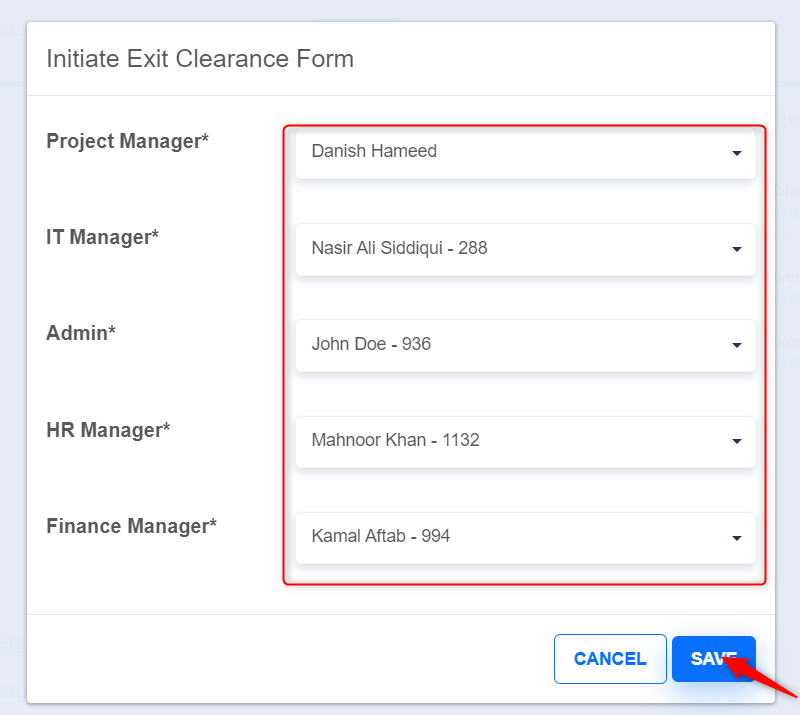 Initiate Exit Clearance Form
Project Manager*
Danish Hameed
IT Manager*
Nasir Ali Siddiqui - 288
Admin*
John Doe - 936
HR Manager*
Mahnoor Khan - 1132
Finance Manager*
Kamal Aftab - 994
CANCEL
SAVE